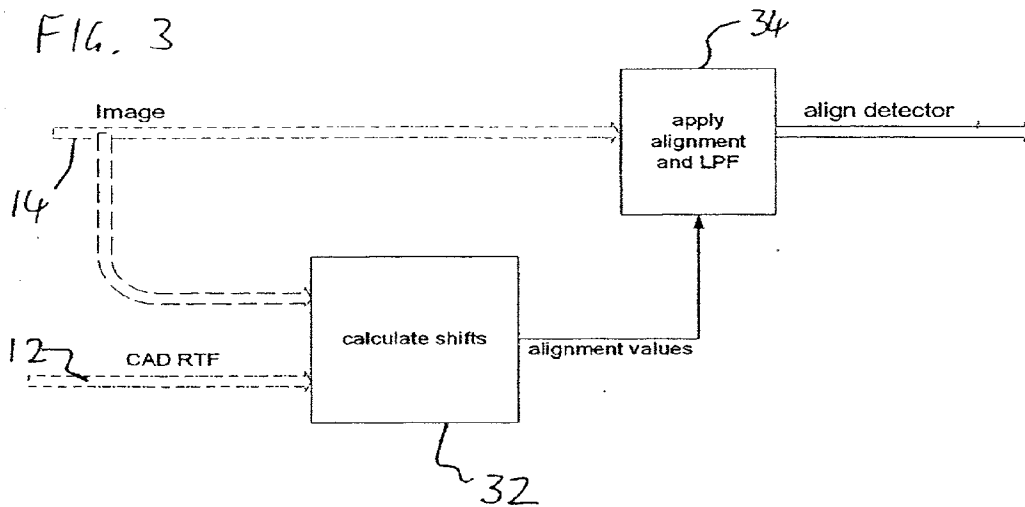 FIG. 3
34
Image
apply
alignment
and LPF
align detector
14
calculate shifts
alignment values
12
CAD RTF
32